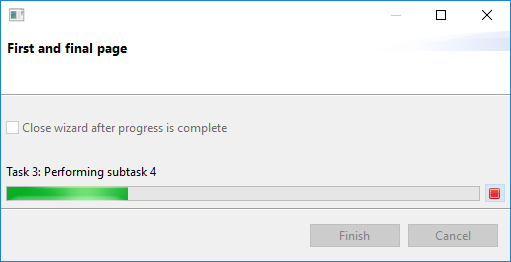 First and final page
Close wizard after progress is complete
Task 3: Performing subtask 4
Finish
Cancel